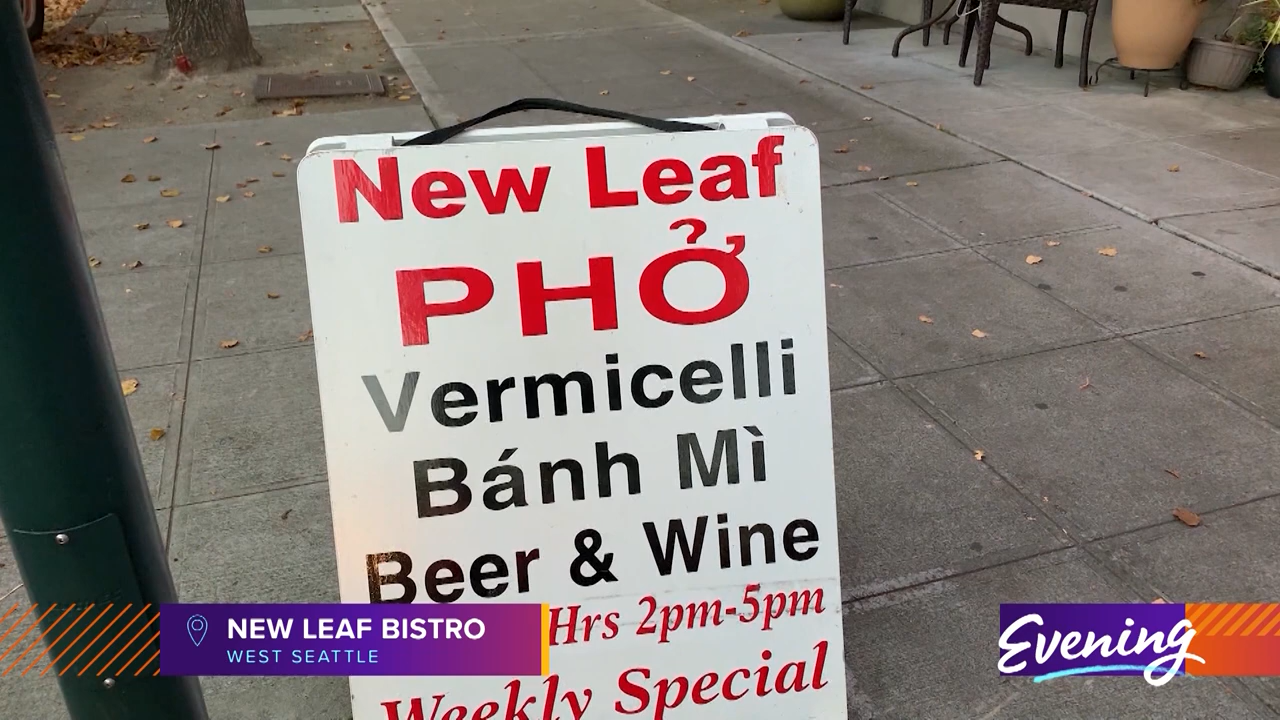 New Leaf
PHỞ
Vermicelli
Bánh Mì
Beer & Wine
Hrs 2pm-5pm
Weekly Special
NEW LEAF BISTRO
WEST SEATTLE
Evening